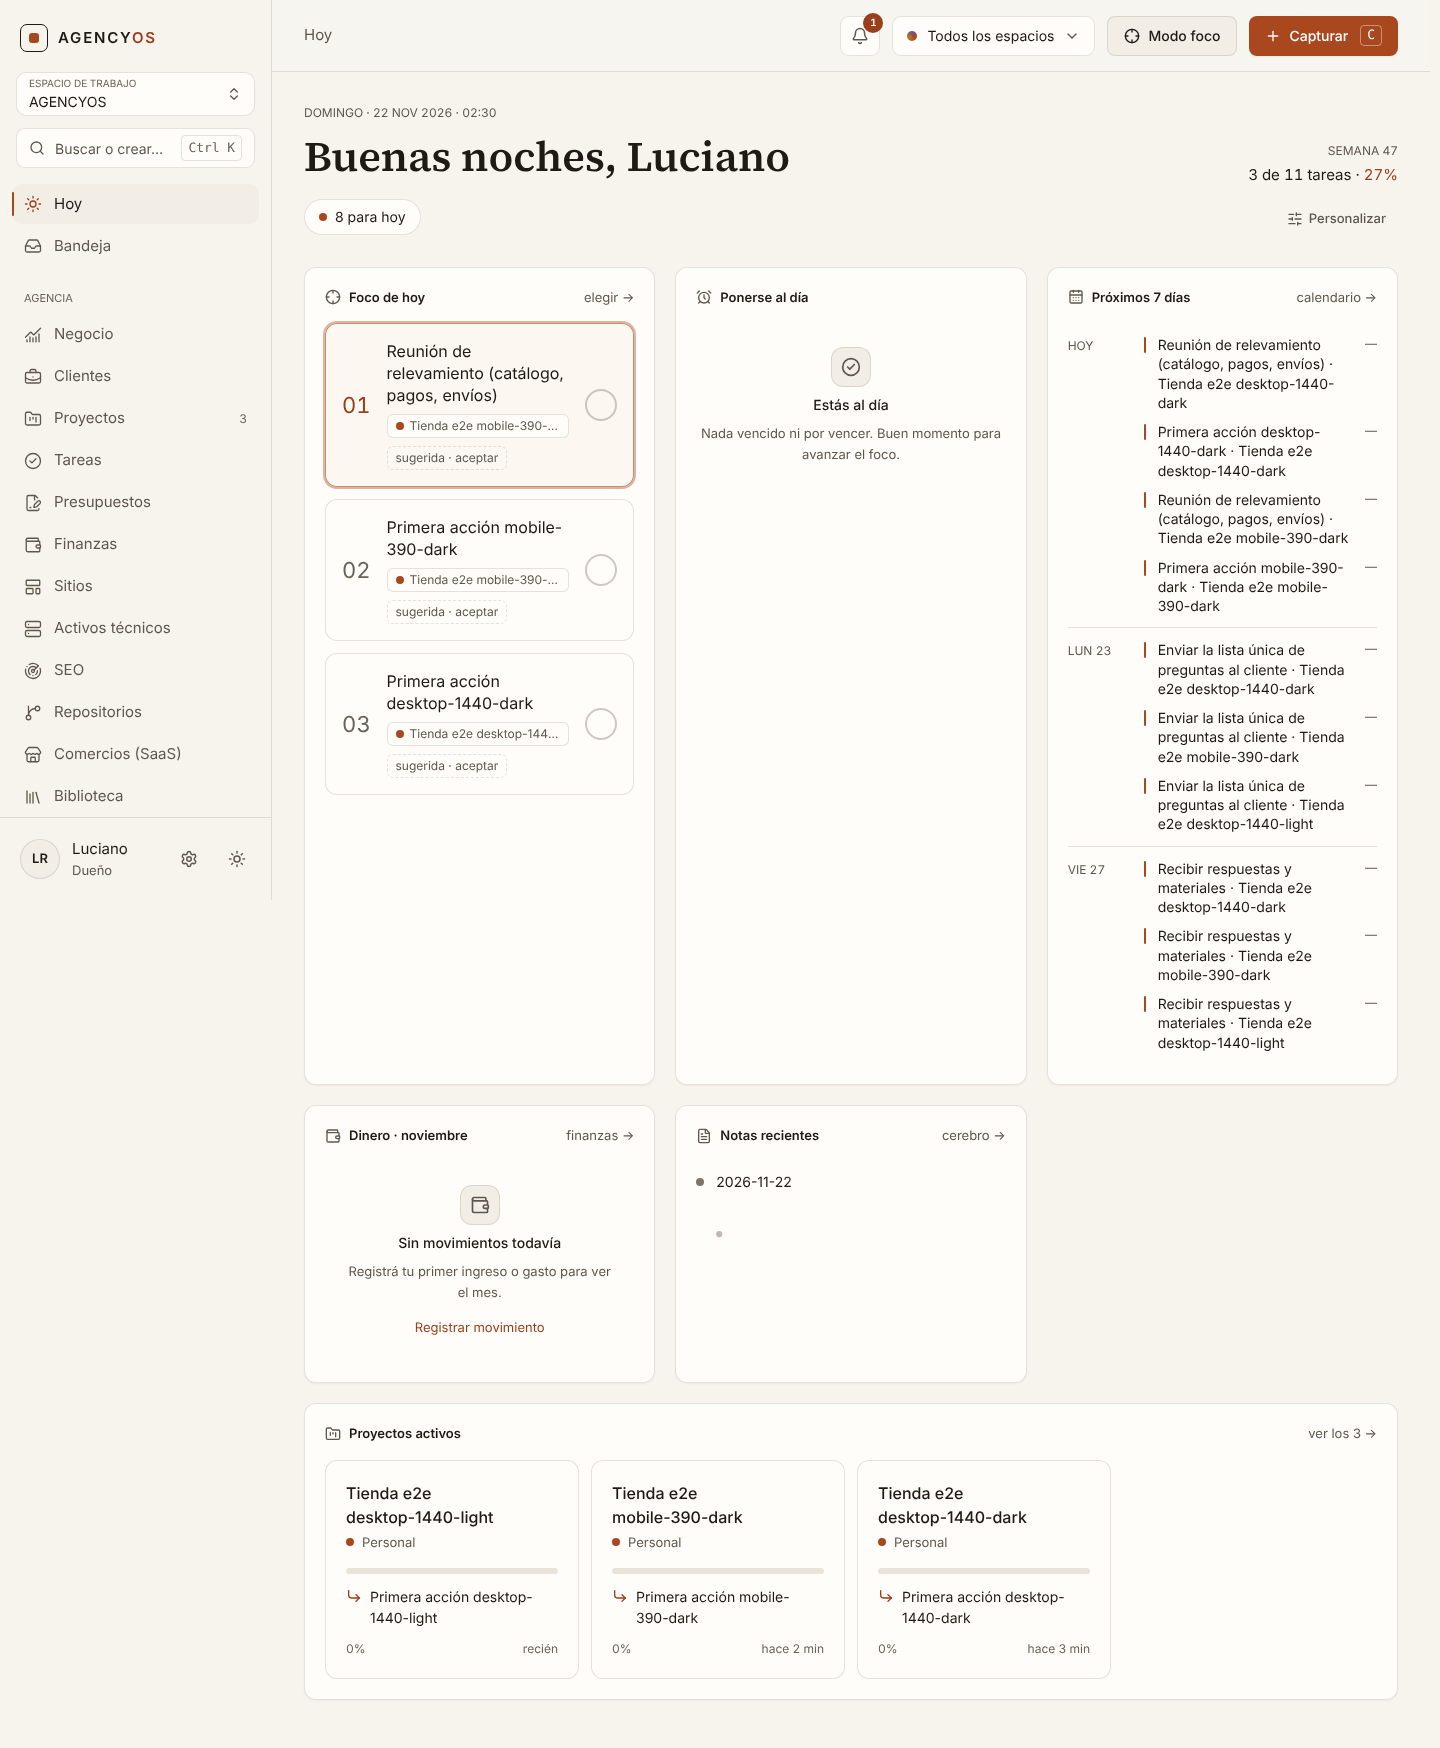 AGENCYOS
ESPACIO DE TRABAJO
AGENCYOS
Buscar o crear... Ctrl K
Hoy
Bandeja
AGENCIA
Negocio
Clientes
Proyectos 3
Tareas
Presupuestos
Finanzas
Sitios
Activos técnicos
SEO
Repositorios
Comercios (SaaS)
Biblioteca
LR
Luciano
Dueño
Hoy
1
Todos los espacios
Modo foco
Capturar C
DOMINGO · 22 NOV 2026 · 02:30
Buenas noches, Luciano
SEMANA 47
3 de 11 tareas · 27%
8 para hoy
Personalizar
Foco de hoy
elegir →
01
Reunión de
relevamiento (catálogo,
pagos, envíos)
Tienda e2e mobile-390-...
sugerida · aceptar
02
Primera acción mobile-
390-dark
Tienda e2e mobile-390-...
sugerida · aceptar
03
Primera acción
desktop-1440-dark
Tienda e2e desktop-144...
sugerida · aceptar
Ponerse al día
Estás al día
Nada vencido ni por vencer. Buen momento para
avanzar el foco.
Próximos 7 días
calendario →
HOY
Reunión de relevamiento —
(catálogo, pagos, envíos) ·
Tienda e2e desktop-1440-
dark
Primera acción desktop- —
1440-dark · Tienda e2e
desktop-1440-dark
Reunión de relevamiento —
(catálogo, pagos, envíos) ·
Tienda e2e mobile-390-dark
Primera acción mobile-390- —
dark · Tienda e2e mobile-
390-dark
LUN 23
Enviar la lista única de —
preguntas al cliente · Tienda
e2e desktop-1440-dark
Enviar la lista única de —
preguntas al cliente · Tienda
e2e mobile-390-dark
Enviar la lista única de —
preguntas al cliente · Tienda
e2e desktop-1440-light
VIE 27
Recibir respuestas y —
materiales · Tienda e2e
desktop-1440-dark
Recibir respuestas y —
materiales · Tienda e2e
mobile-390-dark
Recibir respuestas y —
materiales · Tienda e2e
desktop-1440-light
Dinero · noviembre
finanzas →
Sin movimientos todavía
Registrá tu primer ingreso o gasto para ver
el mes.
Registrar movimiento
Notas recientes
cerebro →
2026-11-22
Proyectos activos
ver los 3 →
Tienda e2e
desktop-1440-light
Personal
Primera acción desktop-
1440-light
0% recién
Tienda e2e
mobile-390-dark
Personal
Primera acción mobile-
390-dark
0% hace 2 min
Tienda e2e
desktop-1440-dark
Personal
Primera acción desktop-
1440-dark
0% hace 3 min